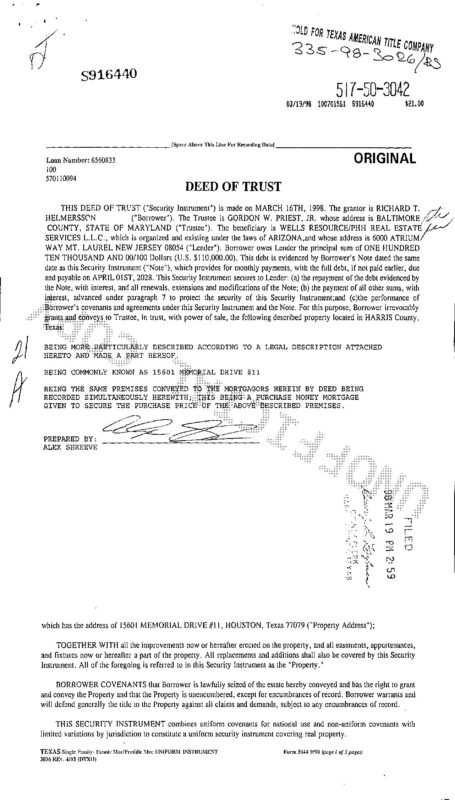 HOLD FOR TEXAS AMERICAN TITLE COMPANY
335-98-3026/RS
S916440
517-50-3042
03/19/98 100701561 S916440 $21.00
[Space Above This Line For Recording Data]
Loan Number: 6560833
ORIGINAL
100
570110094
DEED OF TRUST
THIS DEED OF TRUST ("Security Instrument") is made on MARCH 16TH, 1998. The grantor is RICHARD T.
HELMERSSON ("Borrower"). The Trustee is GORDON W. PRIEST, JR. whose address is BALTIMORE
COUNTY, STATE OF MARYLAND ("Trustee"). The beneficiary is WELLS RESOURCE/PHH REAL ESTATE
SERVICES L.L.C., which is organized and existing under the laws of ARIZONA,and whose address is 6000 ATRIUM
WAY MT. LAUREL NEW JERSEY 08054 ("Lender"). Borrower owes Lender the principal sum of ONE HUNDRED
TEN THOUSAND AND 00/100 Dollars (U.S. $110,000.00). This debt is evidenced by Borrower's Note dated the same
date as this Security Instrument ("Note"), which provides for monthly payments, with the full debt, if not paid earlier, due
and payable on APRIL 01ST, 2028. This Security Instrument secures to Lender: (a) the repayment of the debt evidenced by
the Note, with interest, and all renewals, extensions and modifications of the Note; (b) the payment of all other sums, with
interest, advanced under paragraph 7 to protect the security of this Security Instrument;and (c)the performance of
Borrower's covenants and agreements under this Security Instrument and the Note. For this purpose, Borrower irrevocably
grants and conveys to Trustee, in trust, with power of sale, the following described property located in HARRIS County,
Texas:
BEING MORE PARTICULARLY DESCRIBED ACCORDING TO A LEGAL DESCRIPTION ATTACHED
HERETO AND MADE A PART HEREOF.
BEING COMMONLY KNOWN AS 15601 MEMORIAL DRIVE #11
BEING THE SAME PREMISES CONVEYED TO THE MORTGAGORS HEREIN BY DEED BEING
RECORDED SIMULTANEOUSLY HEREWITH; THIS BEING A PURCHASE MONEY MORTGAGE
GIVEN TO SECURE THE PURCHASE PRICE OF THE ABOVE DESCRIBED PREMISES.
PREPARED BY:
ALEX SHREEVE
UNOFFICIAL
FILED
98 MAR 19 PM 2:59
which has the address of 15601 MEMORIAL DRIVE #11, HOUSTON, Texas 77079 ("Property Address");
TOGETHER WITH all the improvements now or hereafter erected on the property, and all easements, appurtenances,
and fixtures now or hereafter a part of the property. All replacements and additions shall also be covered by this Security
Instrument. All of the foregoing is referred to in this Security Instrument as the "Property."
BORROWER COVENANTS that Borrower is lawfully seized of the estate hereby conveyed and has the right to grant
and convey the Property and that the Property is unencumbered, except for encumbrances of record. Borrower warrants and
will defend generally the title to the Property against all claims and demands, subject to any encumbrances of record.
THIS SECURITY INSTRUMENT combines uniform covenants for national use and non-uniform covenants with
limited variations by jurisdiction to constitute a uniform security instrument covering real property.
TEXAS-Single Family- Fannie Mae/Freddie Mac UNIFORM INSTRUMENT Form 3044 9/90 (page 1 of 3 pages)
3036 REV. 4/93 (DTXO)